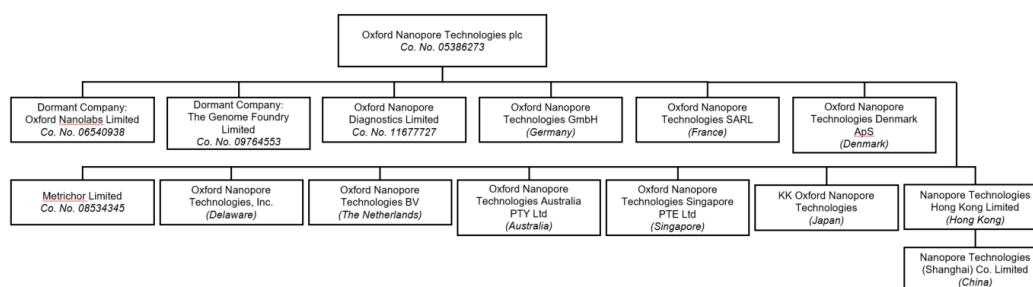 Oxford Nanopore Technologies plc
Co. No. 05386273
Dormant Company:
Oxford Nanolabs Limited
Co. No. 06540938
Dormant Company:
The Genome Foundry
Limited
Co. No. 09764553
Oxford Nanopore
Diagnostics Limited
Co. No. 11677727
Oxford Nanopore
Technologies GmbH
(Germany)
Oxford Nanopore
Technologies SARL
(France)
Oxford Nanopore
Technologies Denmark
ApS
(Denmark)
Metrichor Limited
Co. No. 08534345
Oxford Nanopore
Technologies, Inc.
(Delaware)
Oxford Nanopore
Technologies BV
(The Netherlands)
Oxford Nanopore
Technologies Australia
PTY Ltd
(Australia)
Oxford Nanopore
Technologies Singapore
PTE Ltd
(Singapore)
KK Oxford Nanopore
Technologies
(Japan)
Nanopore Technologies
Hong Kong Limited
(Hong Kong)
Nanopore Technologies
(Shanghai) Co. Limited
(China)